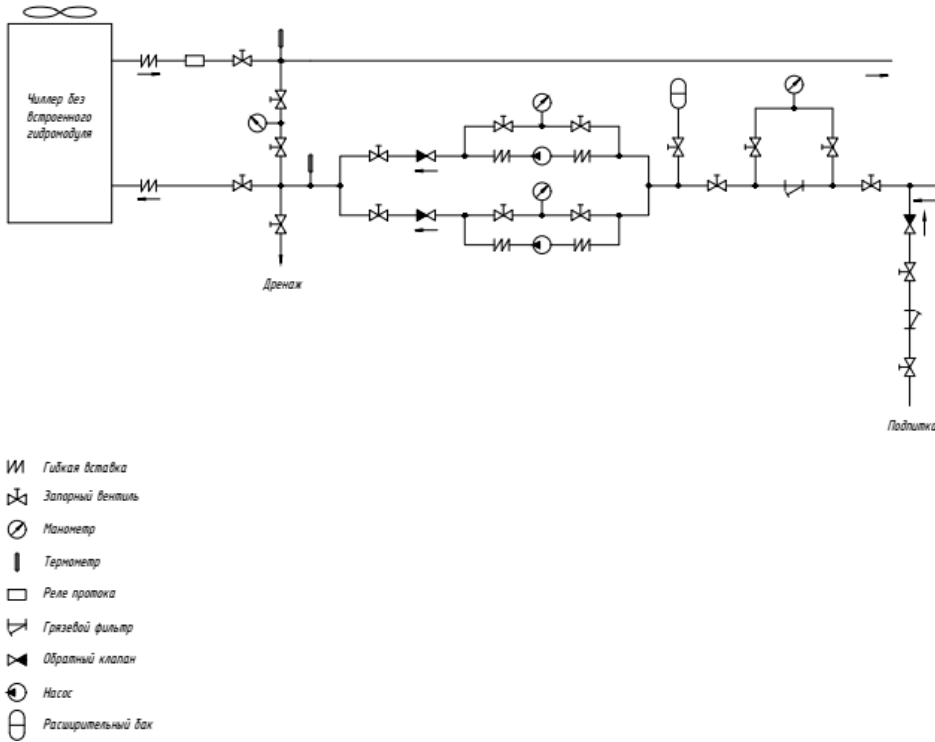 Чиллер без
встроенного
гидромодуля
Дренаж
Подпитка
Гибкая вставка
Запорный вентиль
Манометр
Термометр
Реле протока
Грязевой фильтр
Обратный клапан
Насос
Расширительный бак